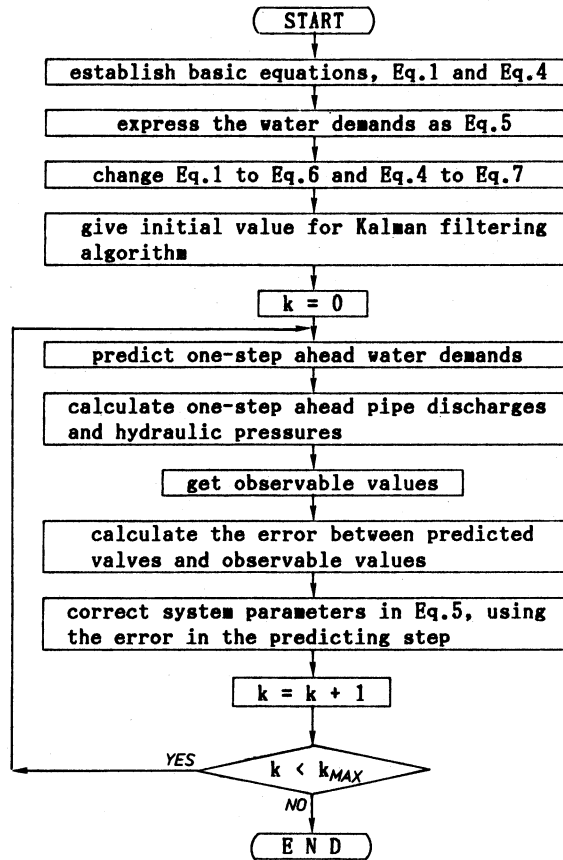 START
establish basic equations, Eq.1 and Eq.4
express the water demands as Eq.5
change Eq.1 to Eq.6 and Eq.4 to Eq.7
give initial value for Kalman filtering
algorithm
k = 0
predict one-step ahead water demands
calculate one-step ahead pipe discharges
and hydraulic pressures
get observable values
calculate the error between predicted
valves and observable values
correct system parameters in Eq.5, using
the error in the predicting step
k = k + 1
YES
k < kMAX
NO
E N D